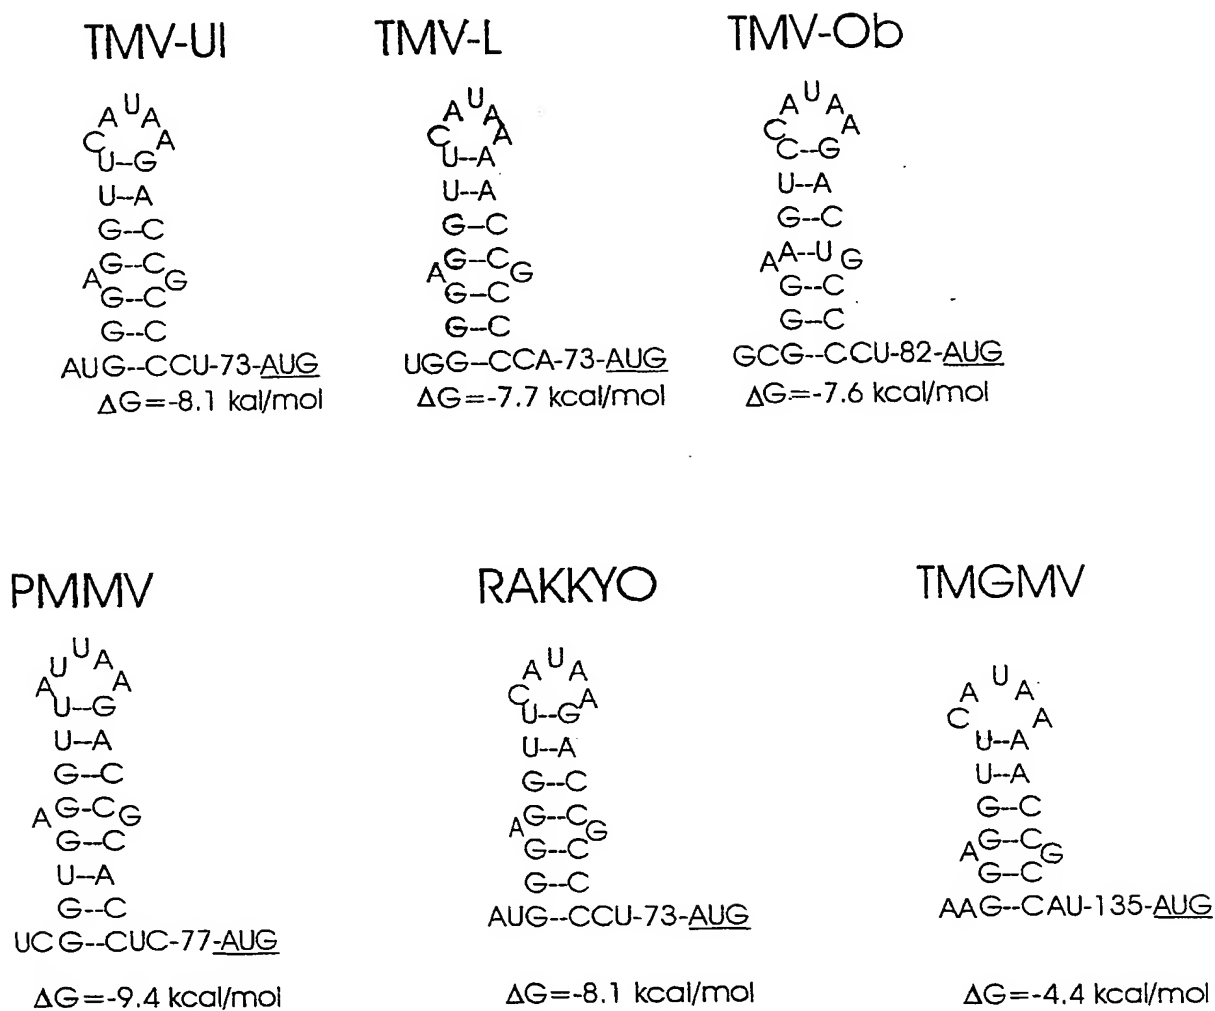 TMV-UI TMV-L TMV-Ob
A U A
C A
U--G
U--A
G--C
A G--C G
G--C
G--C
AUG--CCU-73-AUG
ΔG=-8.1 kal/mol
A U A
C A
U--A
U--A
G--C
A G--C G
G--C
G--C
UGG--CCA-73-AUG
ΔG=-7.7 kcal/mol
A U A
C A
C--G
U--A
G--C
A A--U G
G--C
G--C
GCG--CCU-82-AUG
ΔG=-7.6 kcal/mol
PMMV RAKKYO TMGMV
U U A
A A
U--G
U--A
G--C
A G-C G
G--C
U--A
G--C
UCG--CUC-77-AUG
ΔG=-9.4 kcal/mol
A U A
C A
U--G
U--A
G--C
A G--C G
G--C
G--C
AUG--CCU-73-AUG
ΔG=-8.1 kcal/mol
A U A
C A
U--A
U--A
G--C
A G--C G
G--C
AAG--CAU-135-AUG
ΔG=-4.4 kcal/mol